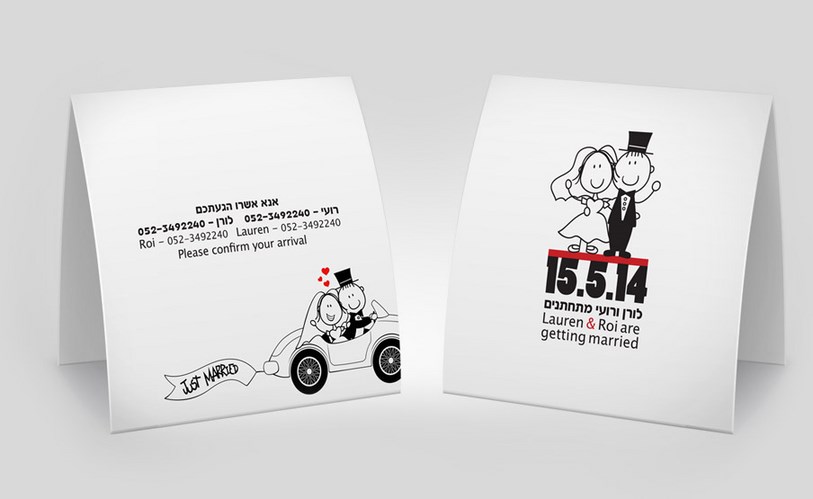 אנא אשרו הגעתכם
רועי - 052-3492240 לורן - 052-3492240
Roi - 052-3492240 Lauren - 052-3492240
Please confirm your arrival
JUST MARRIED
15.5.14
לורן ורועי מתחתנים
Lauren & Roi are
getting married